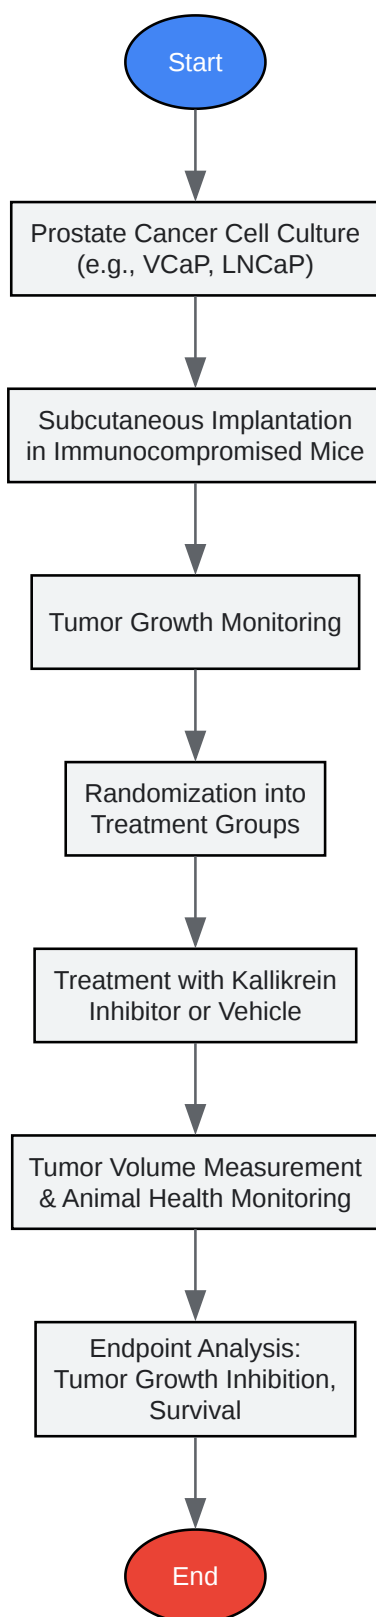 Start
Prostate Cancer Cell Culture
(e.g., VCaP, LNCaP)
Subcutaneous Implantation
in Immunocompromised Mice
Tumor Growth Monitoring
Randomization into
Treatment Groups
Treatment with Kallikrein
Inhibitor or Vehicle
Tumor Volume Measurement
& Animal Health Monitoring
Endpoint Analysis:
Tumor Growth Inhibition,
Survival
End